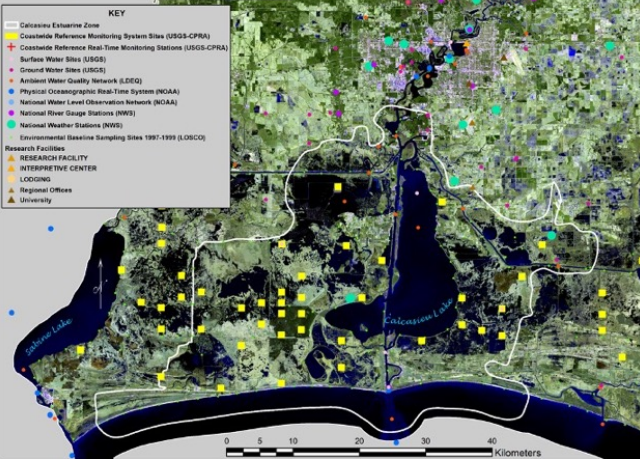 KEY
Calcasieu Estuarine Zone
Coastwide Reference Monitoring System Sites (USGS-CPRA)
Coastwide Reference Real-Time Monitoring Stations (USGS-CPRA)
Surface Water Sites (USGS)
Ground Water Sites (USGS)
Ambient Water Quality Network (LDEQ)
Physical Oceanographic Real-Time System (NOAA)
National Water Level Observation Network (NOAA)
National River Gauge Stations (NWS)
National Weather Stations (NWS)
Environmental Baseline Sampling Sites 1997-1999 (LOSCO)
Research Facilities
RESEARCH FACILITY
INTERPRETIVE CENTER
LODGING
Regional Offices
University
Sabine Lake
Calcasieu Lake
0 5 10 20 30 40
Kilometers